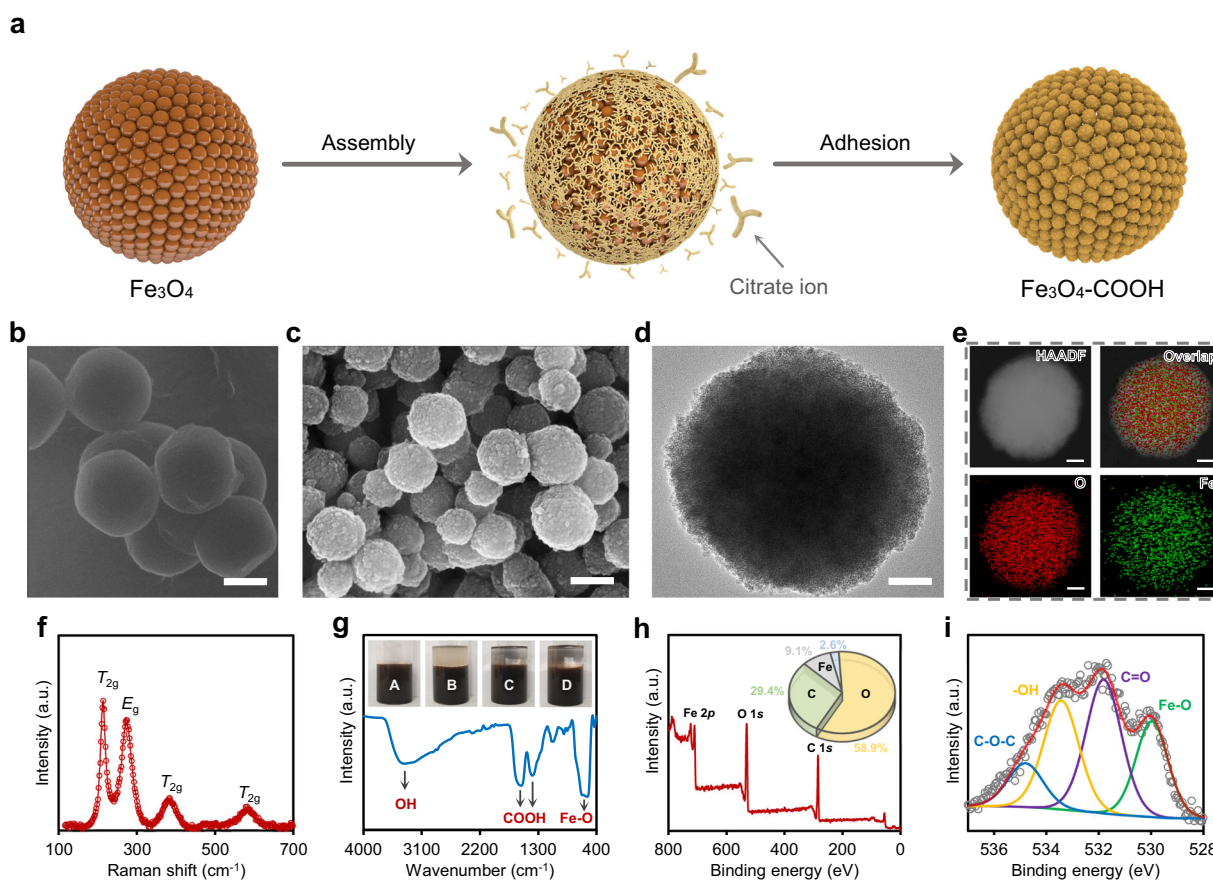 a
Assembly
Adhesion
Citrate ion
Fe₃O₄
Fe₃O₄-COOH
b
c
d
e
HAADF
Overlap
O
Fe
f
T₂g
Eg
T₂g
T₂g
Intensity (a.u.)
100 200 300 400 500 600 700
Raman shift (cm⁻¹)
g
A
B
C
D
OH
COOH
Fe-O
Intensity (a.u.)
4000 3100 2200 1300 400
Wavenumber (cm⁻¹)
h
9.1%
2.6%
Fe
29.4%
C
O
58.9%
Fe 2p
O 1s
C 1s
Intensity (a.u.)
800 600 400 200 0
Binding energy (eV)
i
C=O
-OH
Fe-O
C-O-C
Intensity (a.u.)
536 534 532 530 528
Binding energy (eV)